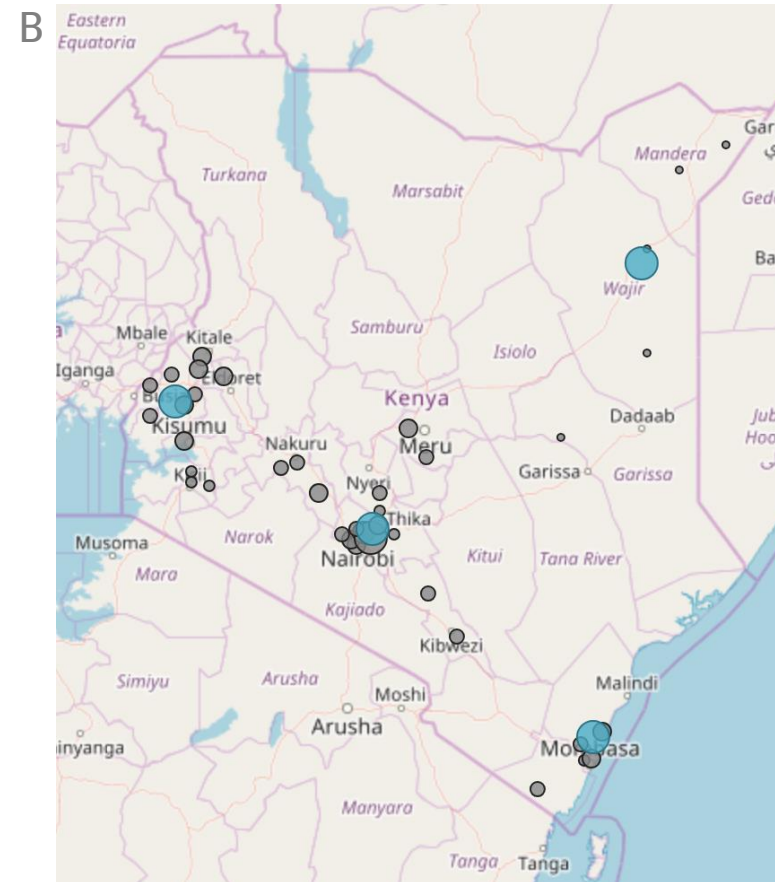 B
Eastern
Equatoria
Gar
Mandera
Turkana
Marsabit
Ged
Ba
Wajir
Mbale
Kitale
Samburu
Isiolo
Iganga
Eldoret
Kenya
Dadaab
Kisumu
Meru
Nakuru
Garissa
Garissa
Nyeri
Thika
Musoma
Narok
Nairobi
Kitui
Tana River
Mara
Kajiado
Kibwezi
Simiyu
Arusha
Moshi
Malindi
Arusha
inyanga
Mombasa
Manyara
Tanga
Tanga